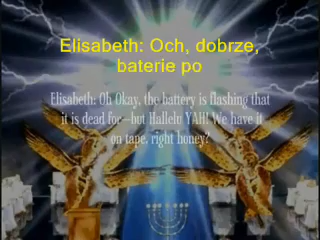 Elisabeth: Och, dobrze,
baterie po
Elisabeth: Oh Okay, the battery is flashing that
it is dead for—but Hallelu YAH! We have it
on tape, right honey?